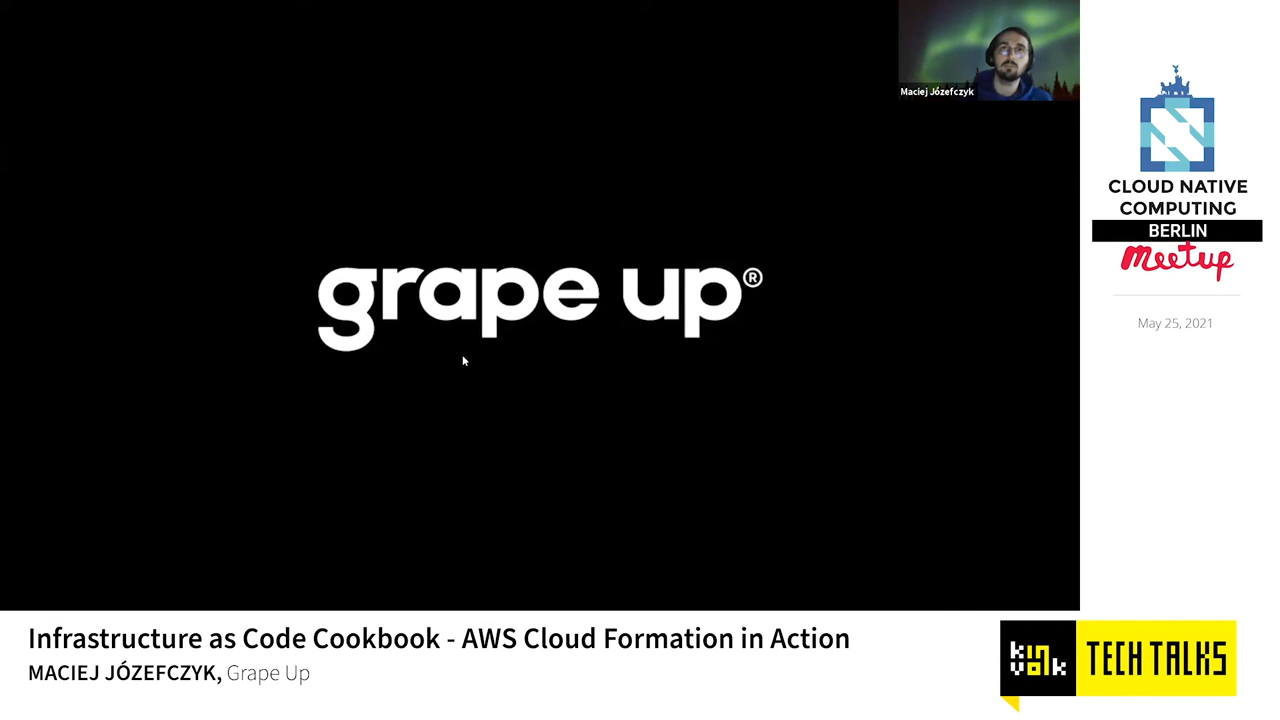 Maciej Józefczyk
grape up®
CLOUD NATIVE
COMPUTING
BERLIN
meetup
May 25, 2021
Infrastructure as Code Cookbook - AWS Cloud Formation in Action
MACIEJ JÓZEFCZYK, Grape Up
kinvolk
TECH TALKS